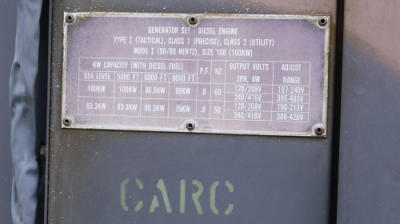 GENERATOR SET - DIESEL ENGINE
TYPE I (TACTICAL), CLASS 1 (PRECISE), CLASS 2 (UTILITY)
MODE I (50/60 HERTZ), SIZE 100 (100KW)
KW CAPACITY (WITH DIESEL FUEL) P.F. HZ OUTPUT VOLTS 3PH, 4W ADJUST RANGE
SEA LEVEL 5000 FT. 6000 FT. 8000 FT.
100KW 100KW 96.5KW 90KW .8 60 120/208V 197-240V
240/416V 395-480V
83.3KW 83.3KW 75KW .8 50 120/208V 190-213V
240/416V 380-426V
CARC